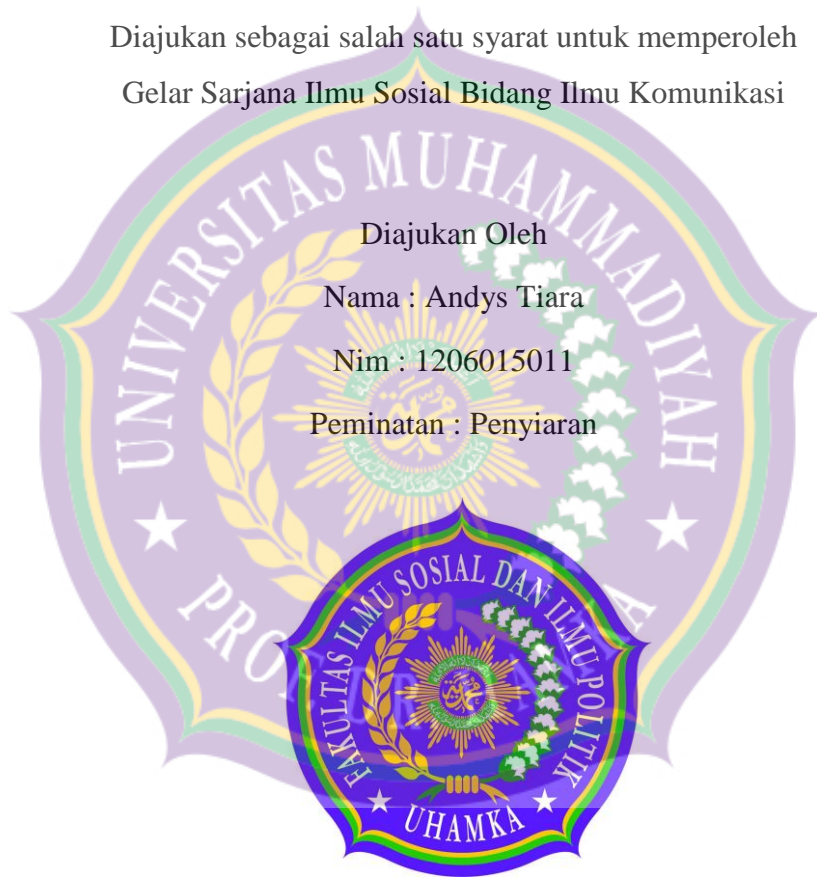 Diajukan sebagai salah satu syarat untuk memperoleh
Gelar Sarjana Ilmu Sosial Bidang Ilmu Komunikasi
UNIVERSITAS MUHAMMADIYAH
Diajukan Oleh
Nama : Andys Tiara
Nim : 1206015011
Peminatan : Penyiaran
PROF
FAKULTAS ILMU SOSIAL DAN ILMU POLITIK
UHAMKA